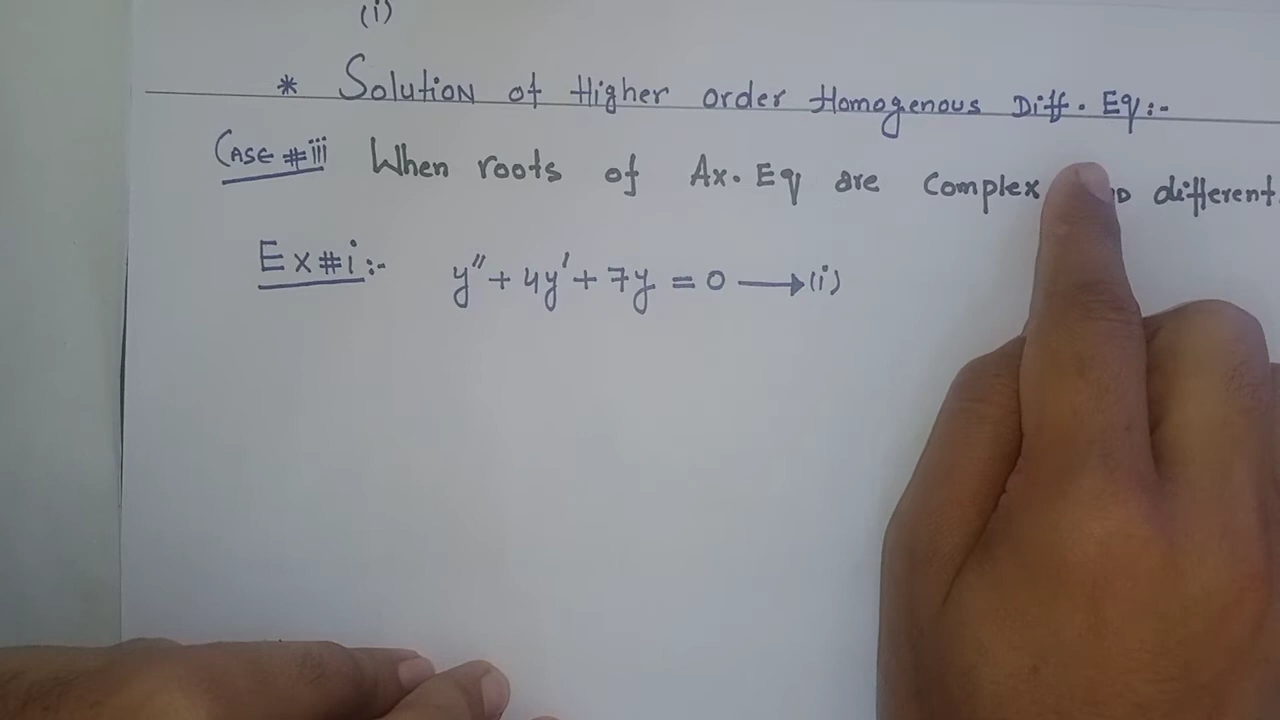 (i)
* Solution of Higher order Homogenous Diff. Eq:-
Case #iii When roots of Ax. Eq are Complex different.
Ex#i:- y'' + 4y' + 7y = 0 ⟶ (i)